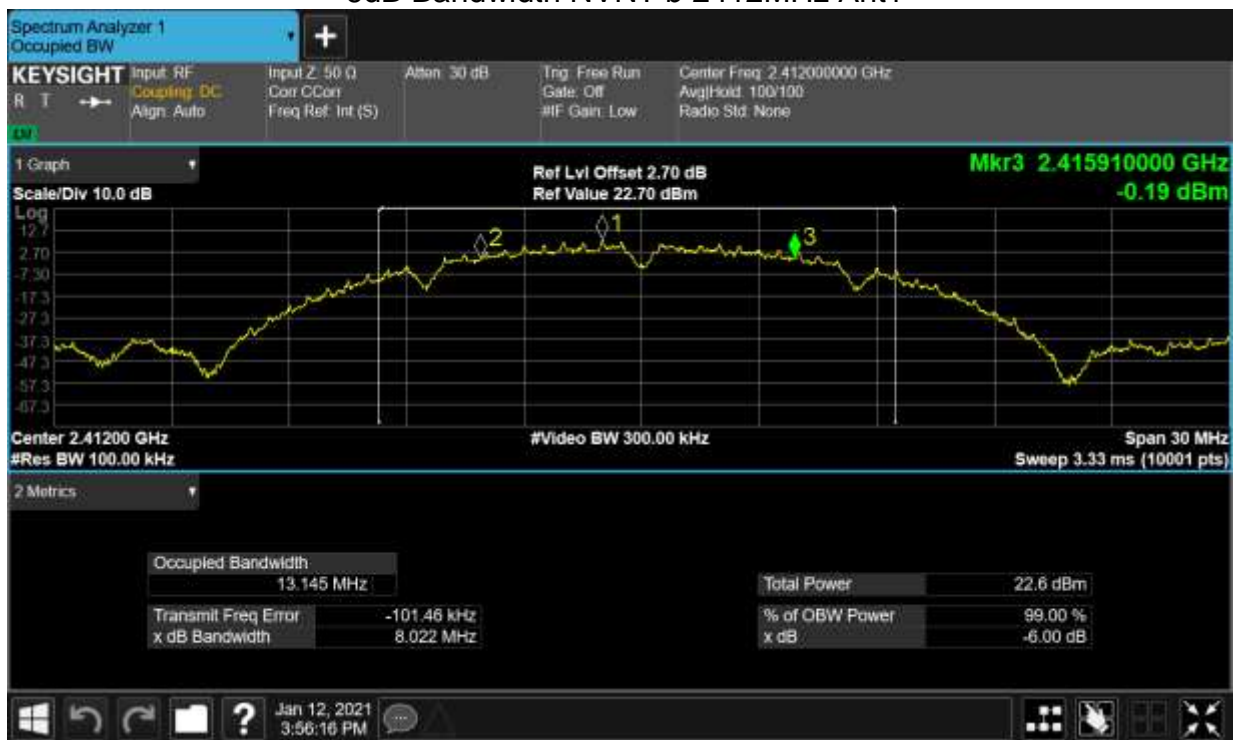 Spectrum Analyzer 1
Occupied BW
KEYSIGHT
R T
Input: RF
Coupling: DC
Align: Auto
Input Z: 50 Ω
Corr CCorr
Freq Ref: Int (S)
Atten: 30 dB
Trig: Free Run
Gate: Off
#IF Gain: Low
Center Freq: 2.412000000 GHz
Avg|Hold: 100/100
Radio Std: None
1 Graph
Scale/Div 10.0 dB
Ref Lvl Offset 2.70 dB
Ref Value 22.70 dBm
Mkr3 2.415910000 GHz
-0.19 dBm
Log
12.7
2.70
-7.30
-17.3
-27.3
-37.3
-47.3
-57.3
-67.3
2
1
3
Center 2.41200 GHz
#Res BW 100.00 kHz
#Video BW 300.00 kHz
Span 30 MHz
Sweep 3.33 ms (10001 pts)
2 Metrics
Occupied Bandwidth
13.145 MHz
Transmit Freq Error -101.46 kHz
x dB Bandwidth 8.022 MHz
Total Power 22.6 dBm
% of OBW Power 99.00 %
x dB -6.00 dB
Jan 12, 2021
3:56:16 PM